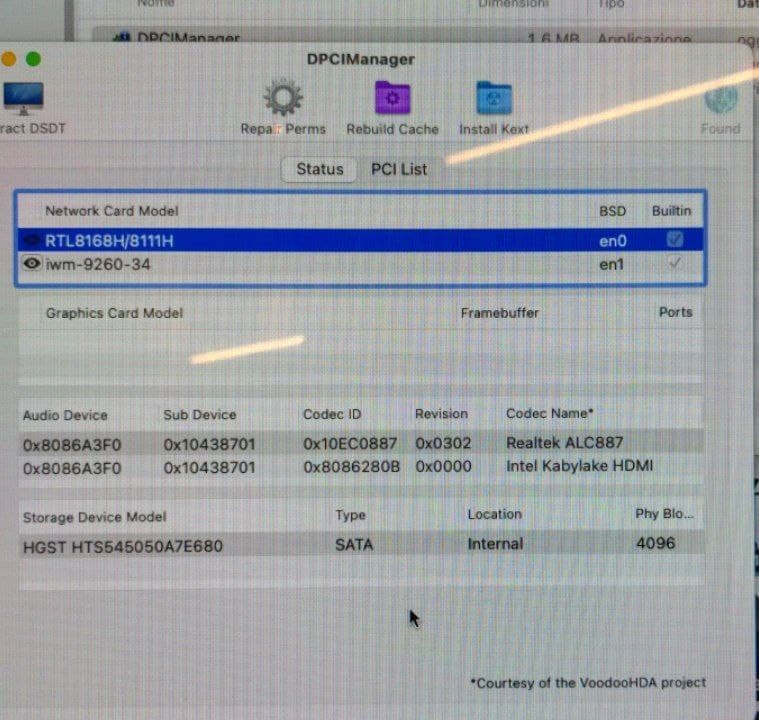 Nome Dimensioni Tipo Dat
DPCIManager 1,6 MB Applicazione ogg
DPCIManager
ract DSDT Repair Perms Rebuild Cache Install Kext Found
Status PCI List
Network Card Model BSD Builtin
RTL8168H/8111H en0
iwm-9260-34 en1
Graphics Card Model Framebuffer Ports
Audio Device Sub Device Codec ID Revision Codec Name*
0x8086A3F0 0x10438701 0x10EC0887 0x0302 Realtek ALC887
0x8086A3F0 0x10438701 0x8086280B 0x0000 Intel Kabylake HDMI
Storage Device Model Type Location Phy Blo...
HGST HTS545050A7E680 SATA Internal 4096
*Courtesy of the VoodooHDA project